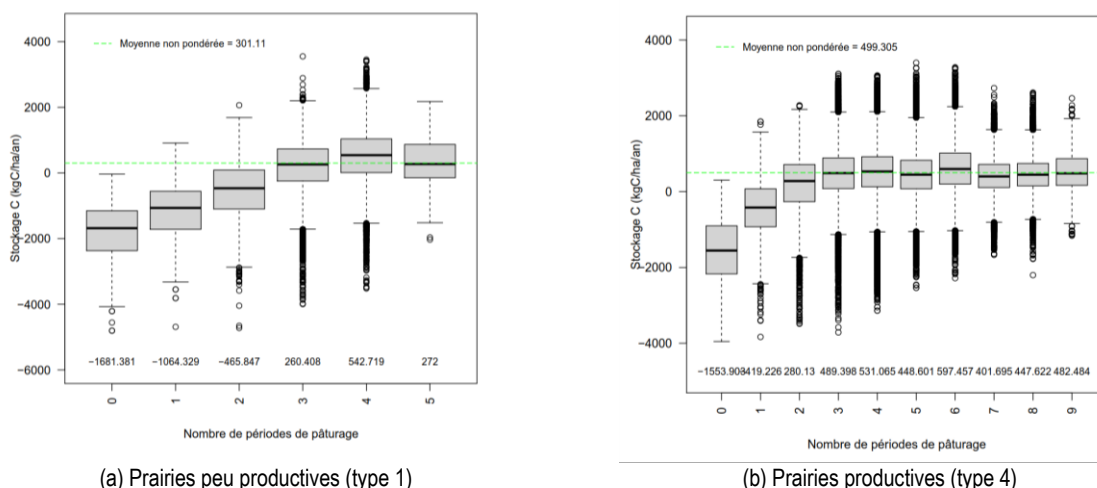 Moyenne non pondérée = 301.11
Stockage C (kgC/ha/an)
4000
2000
0
−2000
−4000
−6000
−1681.381 −1064.329 −465.847 260.408 542.719 272
0 1 2 3 4 5
Nombre de périodes de pâturage
(a) Prairies peu productives (type 1)
Moyenne non pondérée = 499.305
Stockage C (kgC/ha/an)
4000
2000
0
−2000
−4000
−1553.903 −419.226 280.13 489.398 531.065 448.601 597.457 401.695 447.622 482.484
0 1 2 3 4 5 6 7 8 9
Nombre de périodes de pâturage
(b) Prairies productives (type 4)